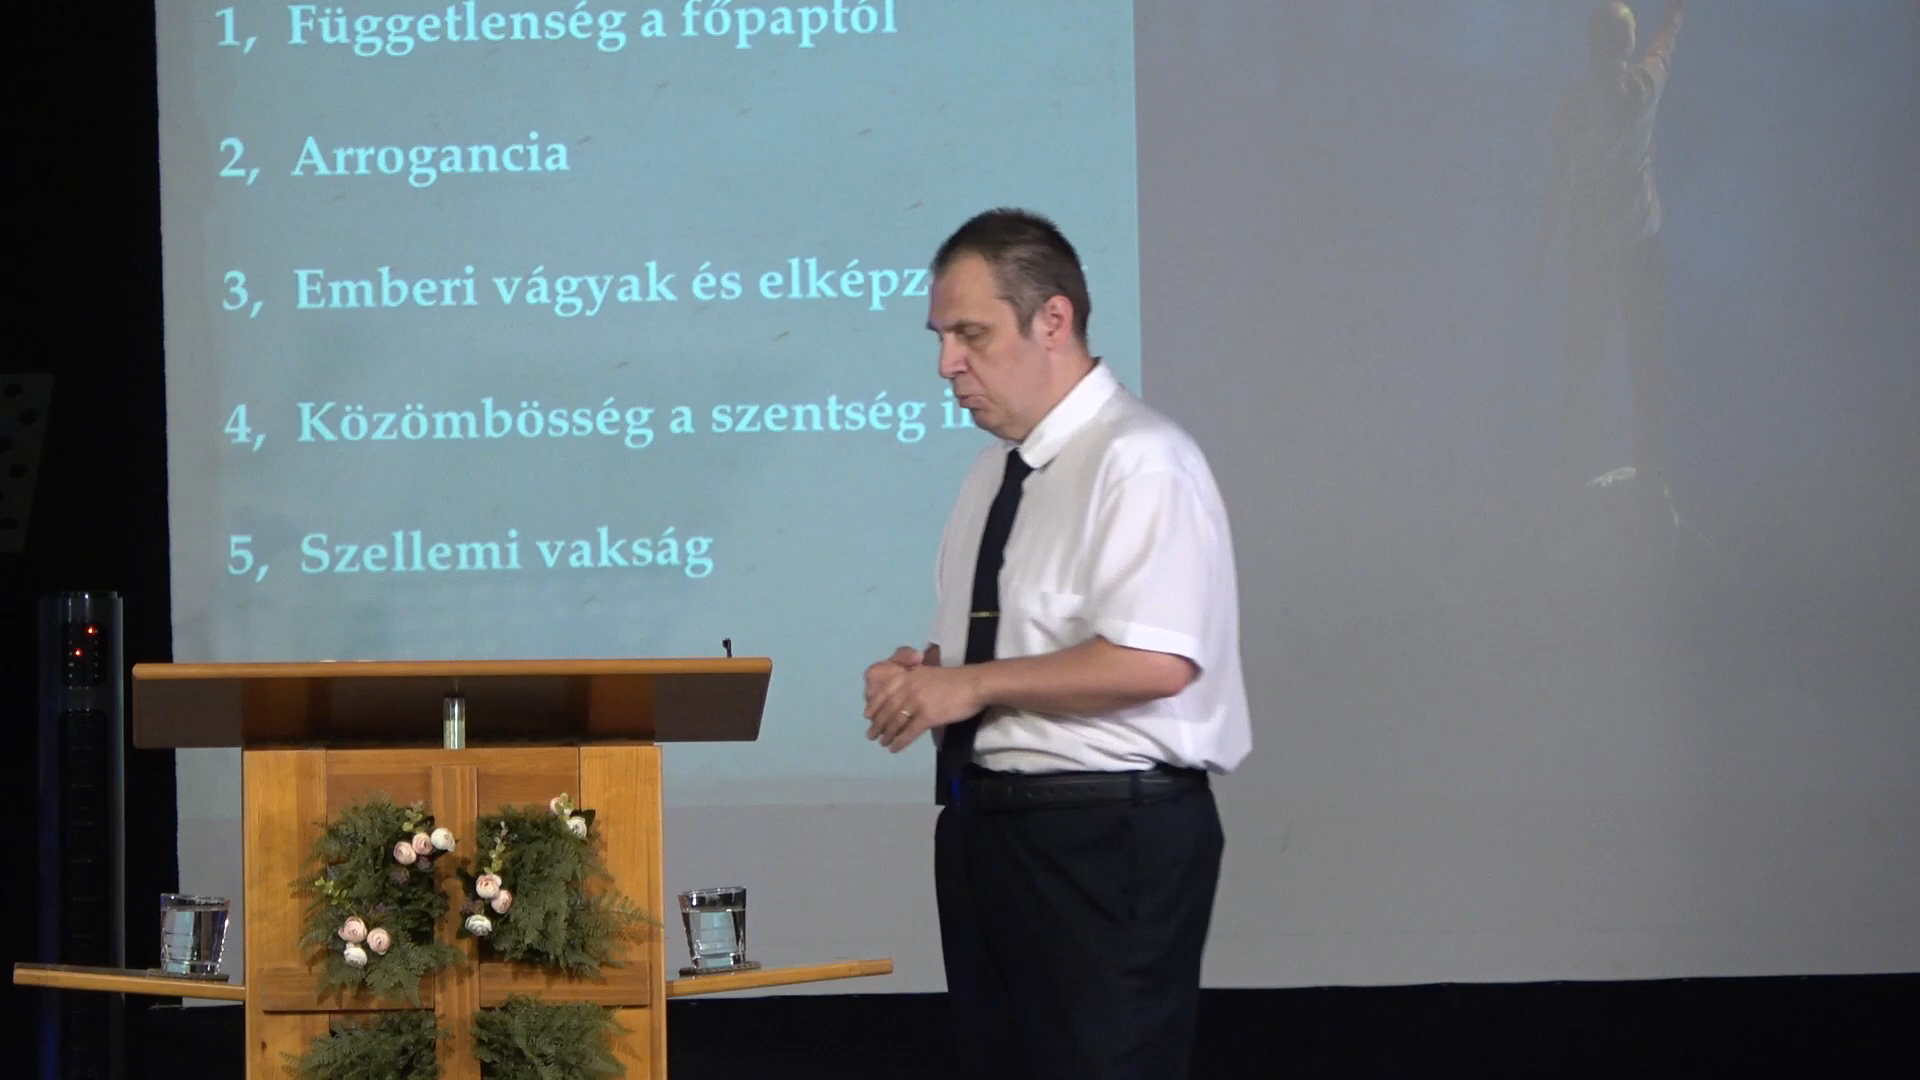 1, Függetlenség a főpaptól
2, Arrogancia
3, Emberi vágyak és
4, Közömbösség a szentség
5, Szellemi vakság